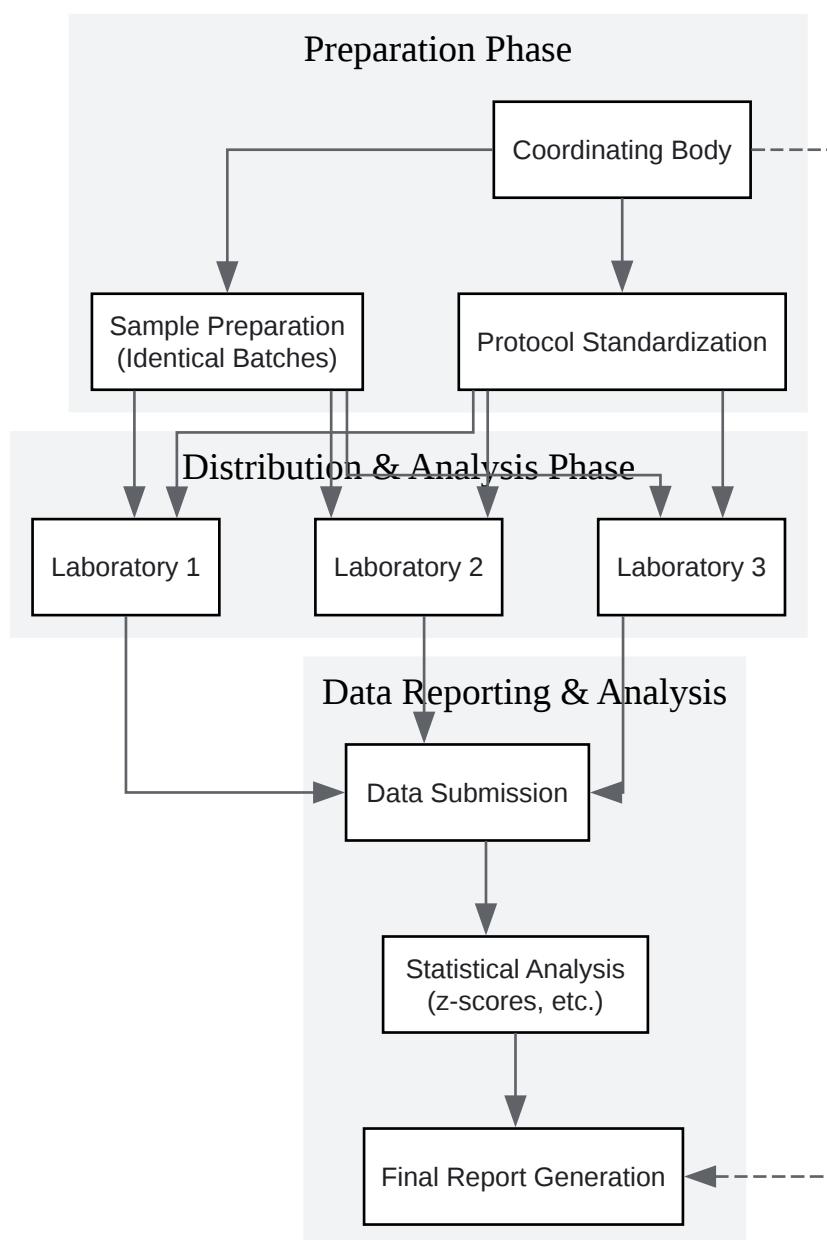 Preparation Phase
Coordinating Body
Sample Preparation
(Identical Batches)
Protocol Standardization
Distribution & Analysis Phase
Laboratory 1
Laboratory 2
Laboratory 3
Data Reporting & Analysis
Data Submission
Statistical Analysis
(z-scores, etc.)
Final Report Generation